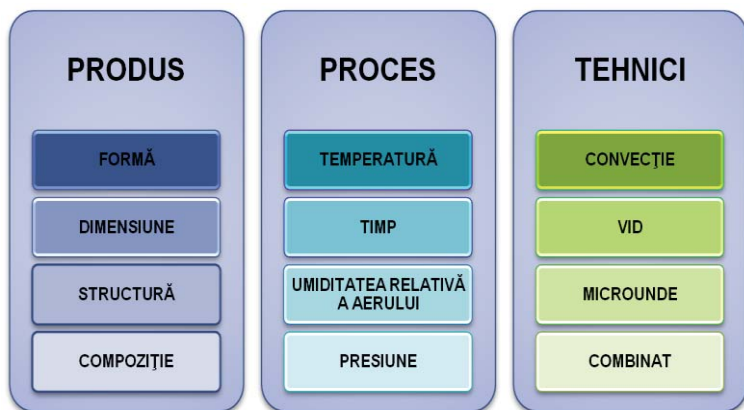 PRODUS
FORMĂ
DIMENSIUNE
STRUCTURĂ
COMPOZIŢIE
PROCES
TEMPERATURĂ
TIMP
UMIDITATEA RELATIVĂ
A AERULUI
PRESIUNE
TEHNICI
CONVECŢIE
VID
MICROUNDE
COMBINAT